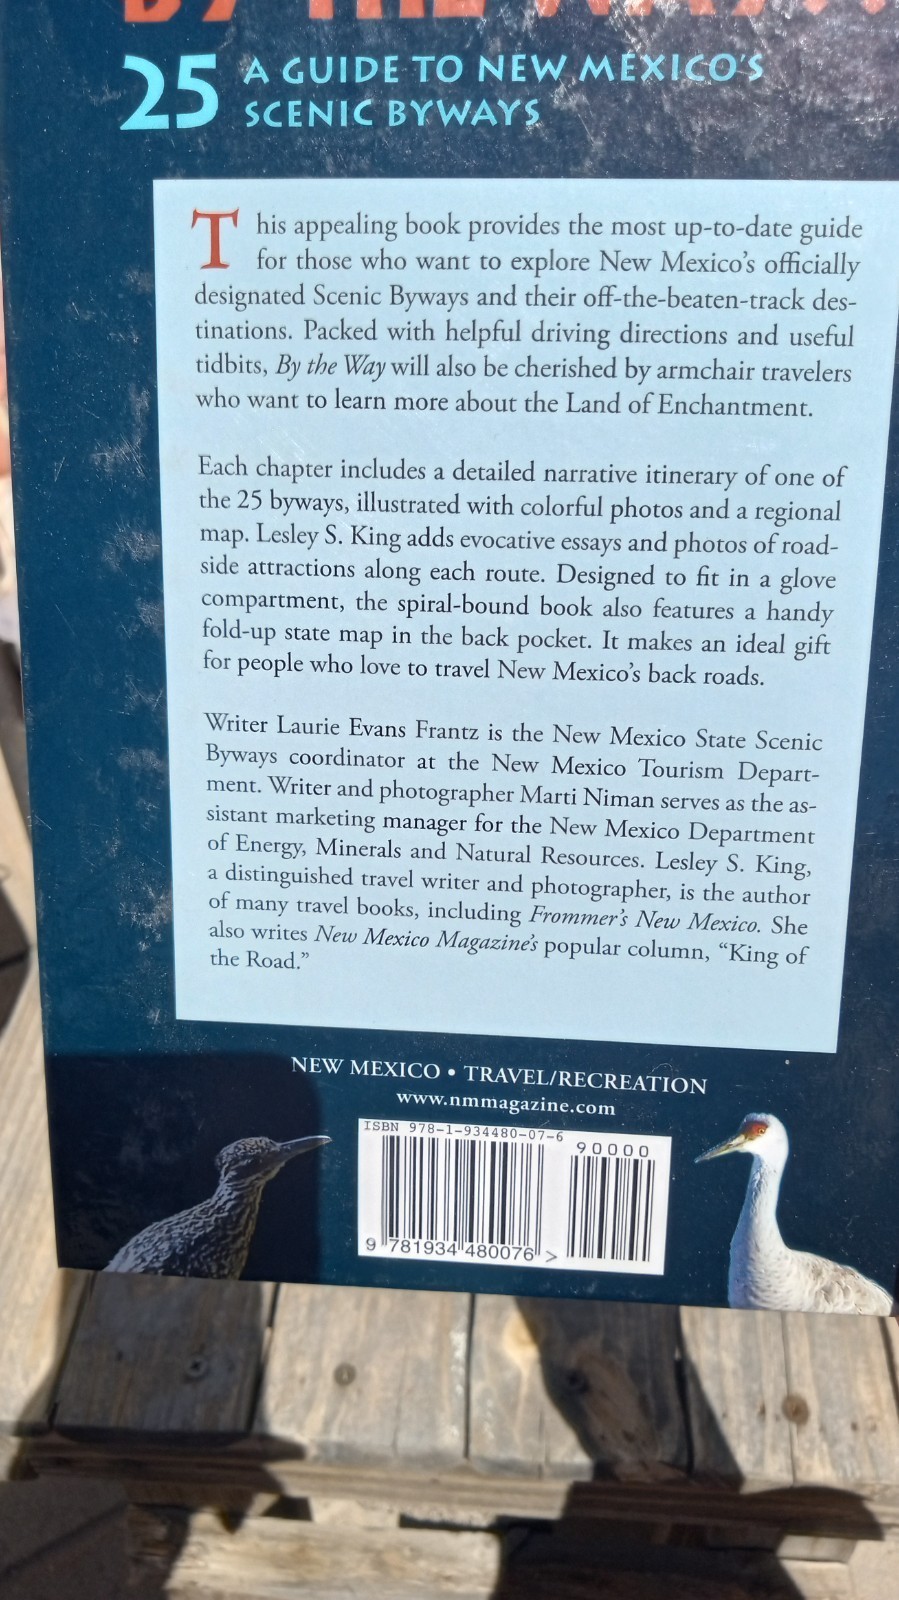 BY THE WAY...
25 A GUIDE TO NEW MEXICO'S
SCENIC BYWAYS
This appealing book provides the most up-to-date guide
for those who want to explore New Mexico's officially
designated Scenic Byways and their off-the-beaten-track des-
tinations. Packed with helpful driving directions and useful
tidbits, By the Way will also be cherished by armchair travelers
who want to learn more about the Land of Enchantment.
Each chapter includes a detailed narrative itinerary of one of
the 25 byways, illustrated with colorful photos and a regional
map. Lesley S. King adds evocative essays and photos of road-
side attractions along each route. Designed to fit in a glove
compartment, the spiral-bound book also features a handy
fold-up state map in the back pocket. It makes an ideal gift
for people who love to travel New Mexico's back roads.
Writer Laurie Evans Frantz is the New Mexico State Scenic
Byways coordinator at the New Mexico Tourism Depart-
ment. Writer and photographer Marti Niman serves as the as-
sistant marketing manager for the New Mexico Department
of Energy, Minerals and Natural Resources. Lesley S. King,
a distinguished travel writer and photographer, is the author
of many travel books, including Frommer's New Mexico. She
also writes New Mexico Magazine's popular column, “King of
the Road.”
NEW MEXICO • TRAVEL/RECREATION
www.nmmagazine.com
ISBN 978-1-934480-07-6
90000
9 781934 480076 >